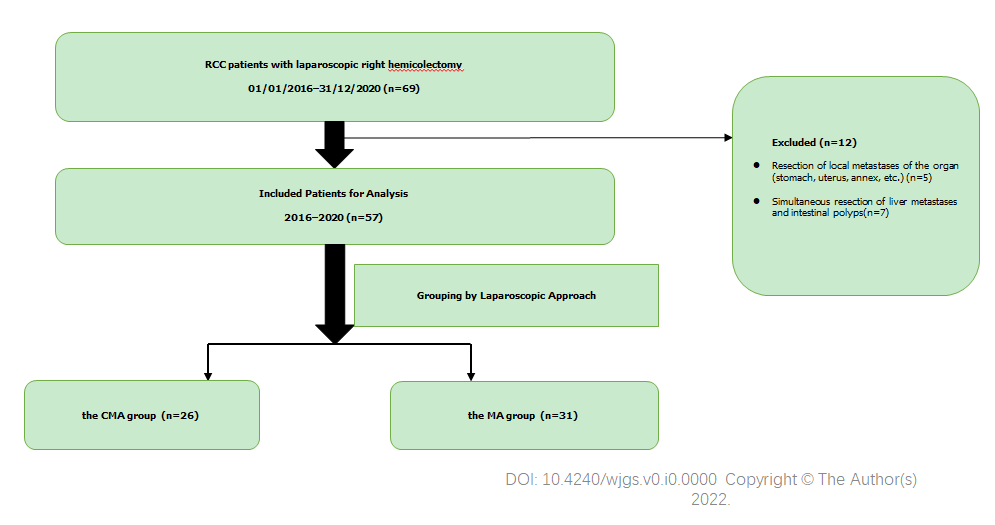 RCC patients with laparoscopic right hemicolectomy
01/01/2016–31/12/2020 (n=69)
Excluded (n=12)
● Resection of local metastases of the organ
(stomach, uterus, annex, etc.) (n=5)
● Simultaneous resection of liver metastases
and intestinal polyps(n=7)
Included Patients for Analysis
2016–2020 (n=57)
Grouping by Laparoscopic Approach
the CMA group (n=26)
the MA group (n=31)
DOI: 10.4240/wjgs.v0.i0.0000 Copyright © The Author(s)
2022.